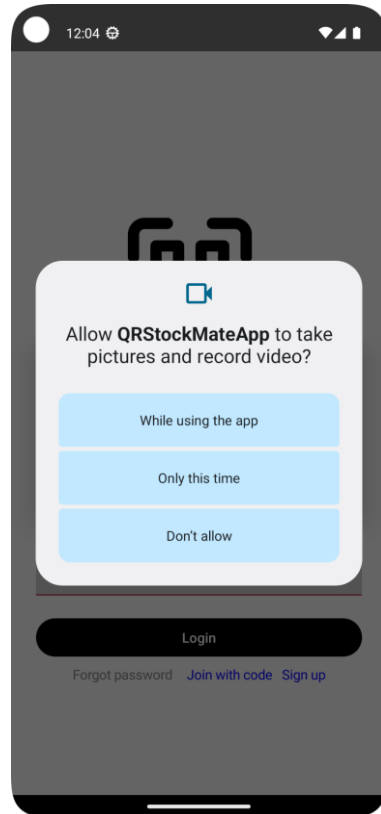 12:04
Allow QRStockMateApp to take
pictures and record video?
While using the app
Only this time
Don't allow
Login
Forgot password Join with code Sign up